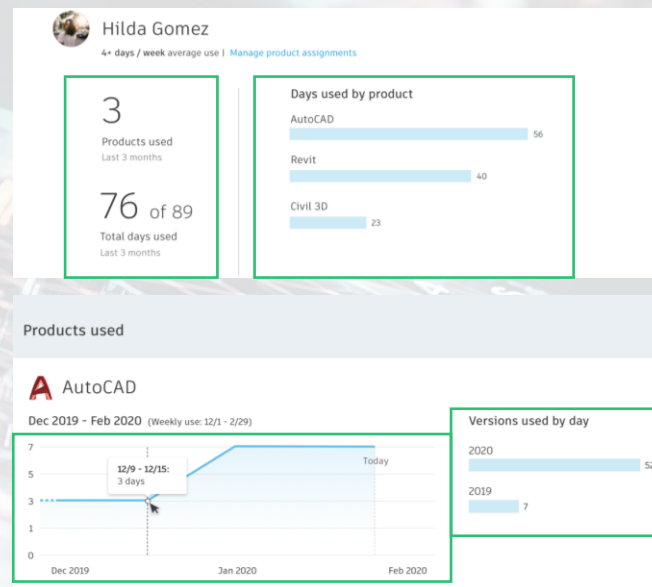 Hilda Gomez
4+ days / week average use | Manage product assignments
3
Products used
Last 3 months
76 of 89
Total days used
Last 3 months
Days used by product
AutoCAD
56
Revit
40
Civil 3D
23
Products used
A AutoCAD
Dec 2019 - Feb 2020 (Weekly use: 12/1 - 2/29)
7
5
3
1
0
12/9 - 12/15:
3 days
Today
Dec 2019 Jan 2020 Feb 2020
Versions used by day
2020
52
2019
7